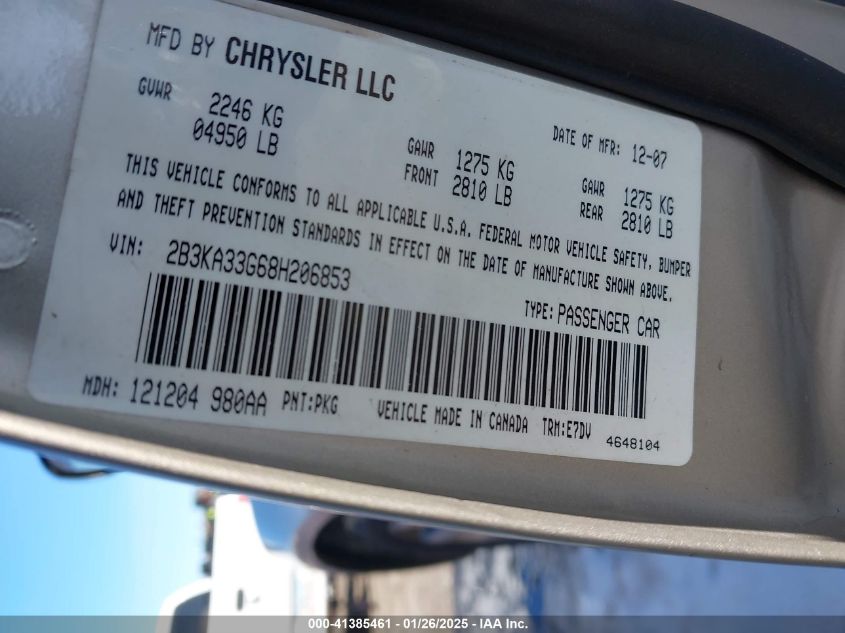 MFD BY CHRYSLER LLC
GVWR 2246 KG
04950 LB
GAWR FRONT 1275 KG
2810 LB
DATE OF MFR: 12-07
GAWR REAR 1275 KG
2810 LB
THIS VEHICLE CONFORMS TO ALL APPLICABLE U.S.A. FEDERAL MOTOR VEHICLE SAFETY, BUMPER
AND THEFT PREVENTION STANDARDS IN EFFECT ON THE DATE OF MANUFACTURE SHOWN ABOVE.
VIN: 2B3KA33G68H206853
TYPE: PASSENGER CAR
MDH: 121204 980AA PNT:PKG VEHICLE MADE IN CANADA TRM:E7DV 4648104
000-41385461 - 01/26/2025 - IAA Inc.